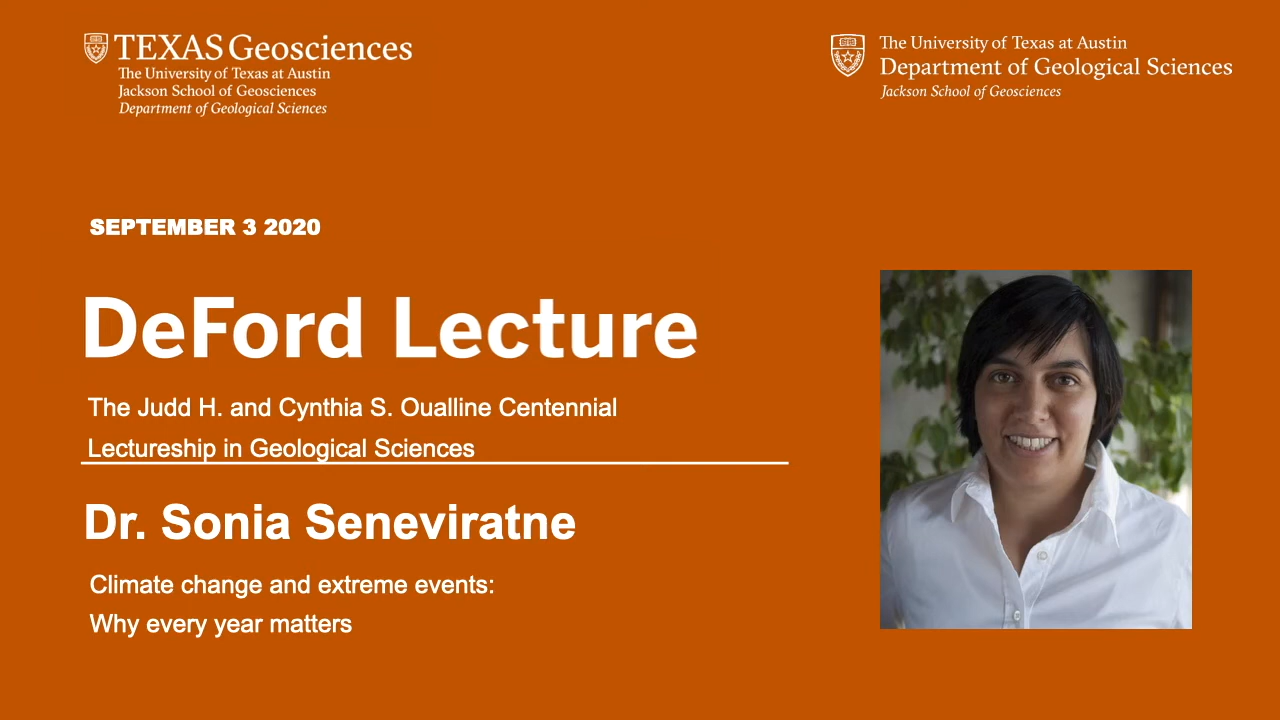 TEXAS Geosciences
The University of Texas at Austin
Jackson School of Geosciences
Department of Geological Sciences
The University of Texas at Austin
Department of Geological Sciences
Jackson School of Geosciences
SEPTEMBER 3 2020
DeFord Lecture
The Judd H. and Cynthia S. Oualline Centennial
Lectureship in Geological Sciences
Dr. Sonia Seneviratne
Climate change and extreme events:
Why every year matters